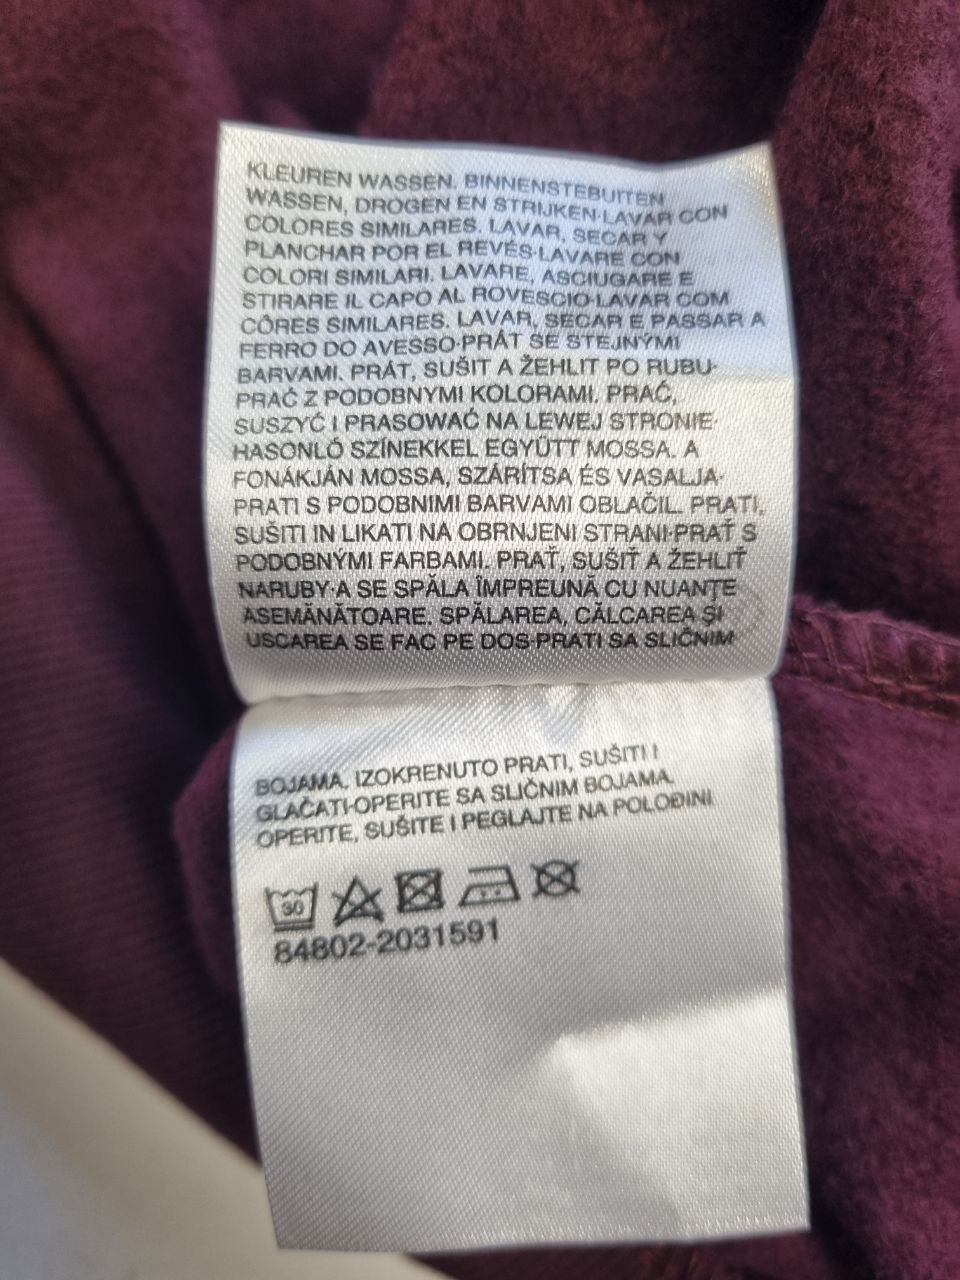 KLEUREN WASSEN. BINNENSTEBUITEN
WASSEN, DROGEN EN STRIJKEN·LAVAR CON
COLORES SIMILARES. LAVAR, SECAR Y
PLANCHAR POR EL REVÉS·LAVARE CON
COLORI SIMILARI. LAVARE, ASCIUGARE E
STIRARE IL CAPO AL ROVESCIO·LAVAR COM
CÔRES SIMILARES. LAVAR, SECAR E PASSAR A
FERRO DO AVESSO·PRÁT SE STEJNÝMI
BARVAMI. PRÁT, SUŠIT A ŽEHLIT PO RUBU·
PRAĆ Z PODOBNYMI KOLORAMI. PRAĆ,
SUSZYĆ I PRASOWAĆ NA LEWEJ STRONIE·
HASONLÓ SZÍNEKKEL EGYÜTT MOSSA. A
FONÁKJÁN MOSSA, SZÁRÍTSA ÉS VASALJA·
PRATI S PODOBNIMI BARVAMI OBLAČIL. PRATI,
SUŠITI IN LIKATI NA OBRNJENI STRANI·PRAŤ S
PODOBNÝMI FARBAMI. PRAŤ, SUŠIŤ A ŽEHLIŤ
NARUBY·A SE SPĂLA ÎMPREUNĂ CU NUANŢE
ASEMĂNĂTOARE. SPĂLAREA, CĂLCAREA ŞI
USCAREA SE FAC PE DOS·PRATI SA SLIČNIM
BOJAMA. IZOKRENUTO PRATI, SUŠITI I
GLAČATI·OPERITE SA SLIČNIM BOJAMA.
OPERITE, SUŠITE I PEGLAJTE NA POLOĐINI
30
84802-2031591